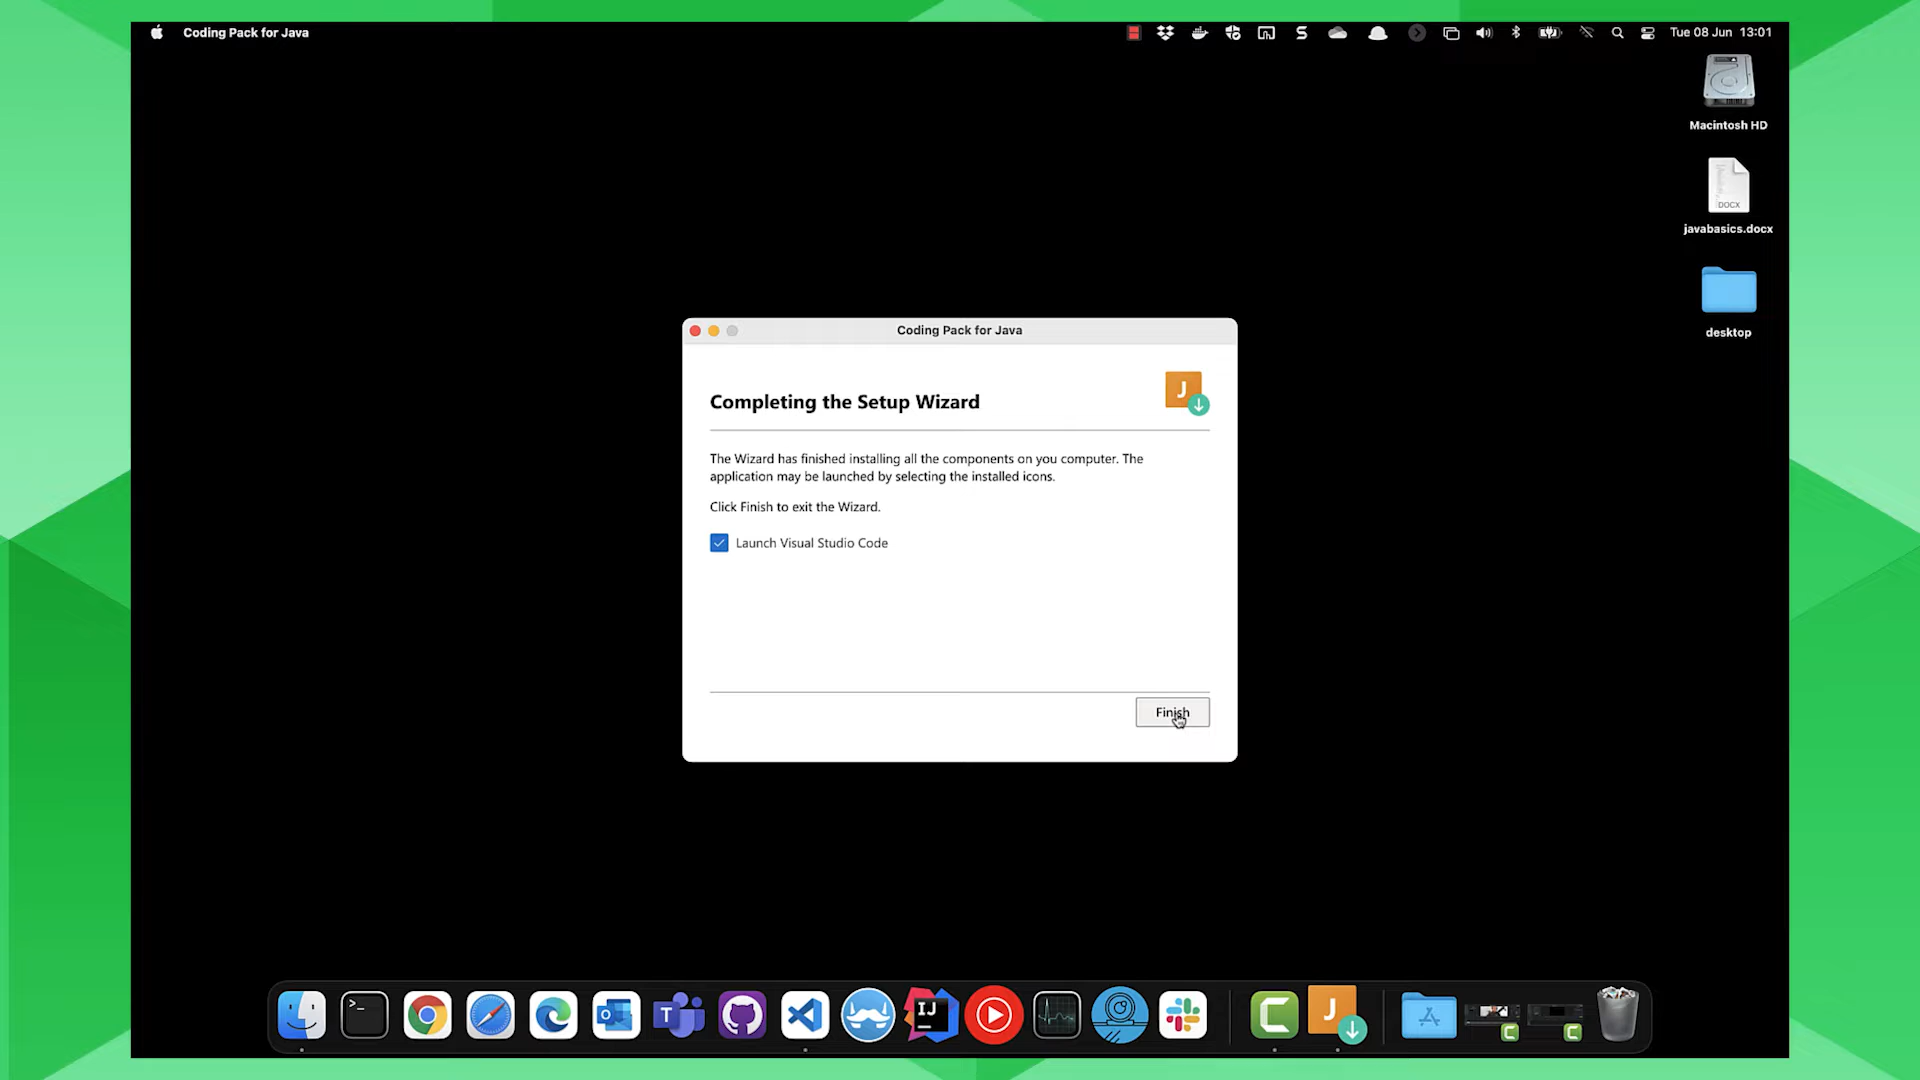 Coding Pack for Java
Tue 08 Jun 13:01
Macintosh HD
DOCX
javabasics.docx
desktop
Coding Pack for Java
J
Completing the Setup Wizard
The Wizard has finished installing all the components on you computer. The
application may be launched by selecting the installed icons.
Click Finish to exit the Wizard.
Launch Visual Studio Code
Finish